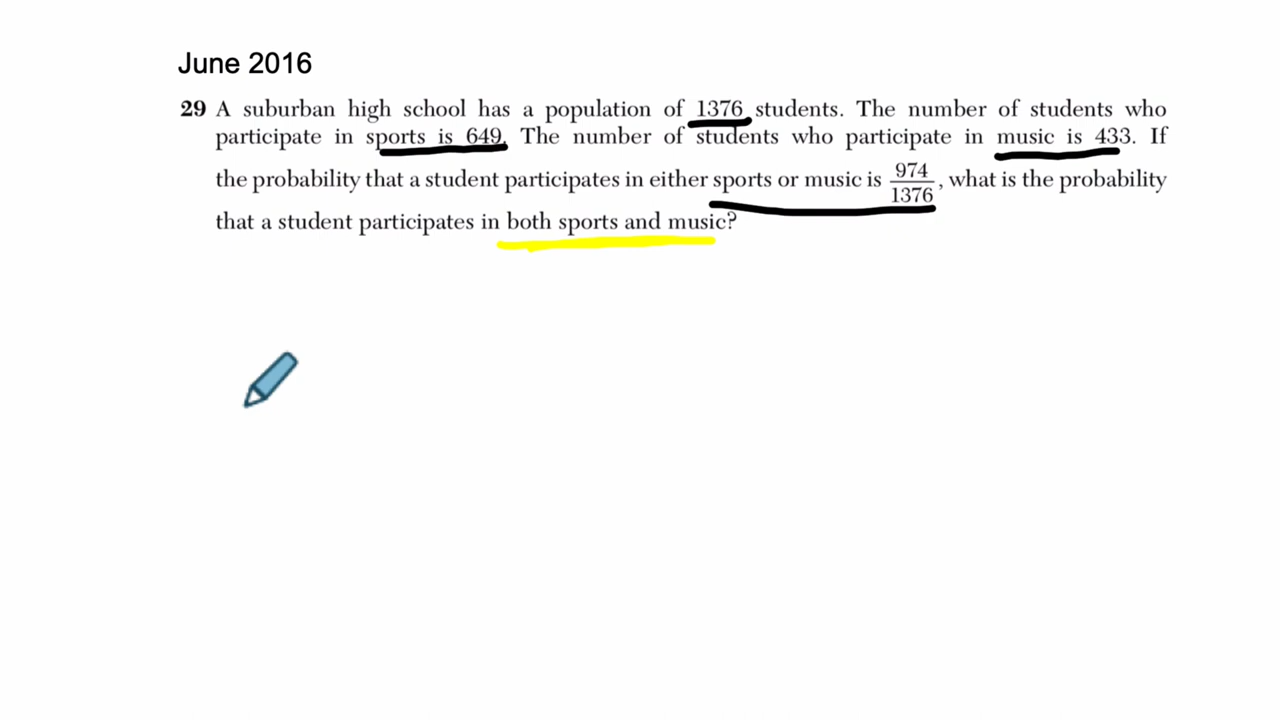 June 2016
29 A suburban high school has a population of 1376 students. The number of students who
participate in sports is 649. The number of students who participate in music is 433. If
the probability that a student participates in either sports or music is 974/1376, what is the probability
that a student participates in both sports and music?